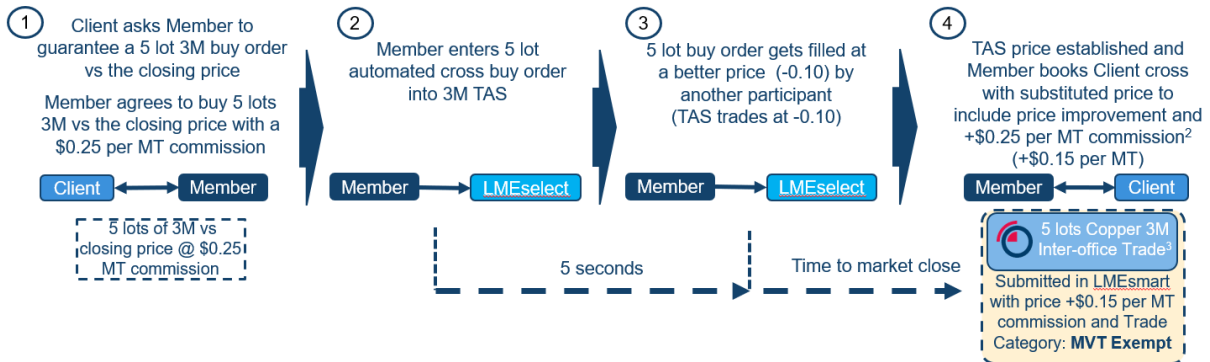 1
Client asks Member to
guarantee a 5 lot 3M buy order
vs the closing price
Member agrees to buy 5 lots
3M vs the closing price with a
$0.25 per MT commission
Client
Member
5 lots of 3M vs
closing price @ $0.25
MT commission
2
Member enters 5 lot
automated cross buy order
into 3M TAS
Member
LMEselect
3
5 lot buy order gets filled at
a better price (-0.10) by
another participant
(TAS trades at -0.10)
Member
LMEselect
5 seconds
Time to market close
4
TAS price established and
Member books Client cross
with substituted price to
include price improvement and
+$0.25 per MT commission²
(+$0.15 per MT)
Member
Client
5 lots Copper 3M
Inter-office Trade³
Submitted in LMEsmart
with price +$0.15 per MT
commission and Trade
Category: MVT Exempt